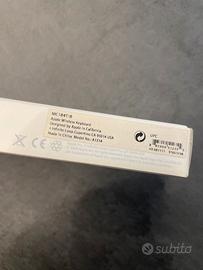 MC184T/B
Apple Wireless Keyboard
Designed by Apple in California
1 Infinite Loop Cupertino CA 95014 USA
Made in China Model No.: A1314
UPC
subito